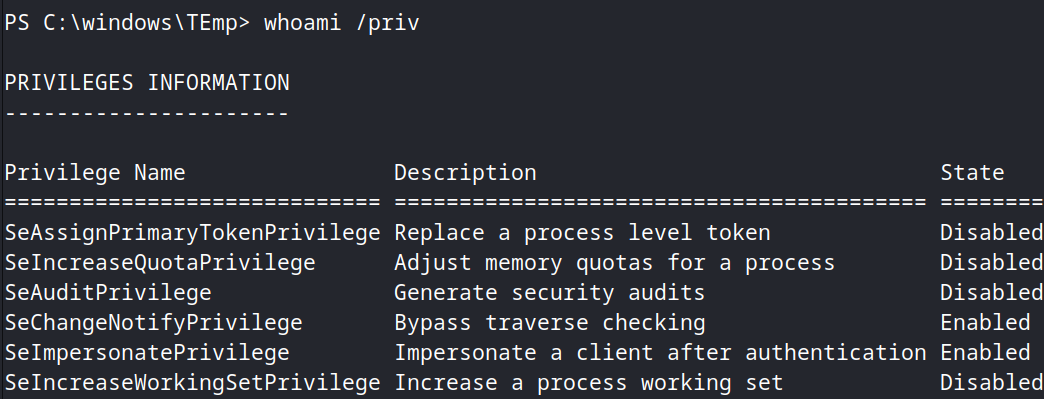 PS C:\windows\TEmp> whoami /priv
PRIVILEGES INFORMATION
----------------------
Privilege Name                Description                               State
============================= ========================================= ========
SeAssignPrimaryTokenPrivilege Replace a process level token             Disabled
SeIncreaseQuotaPrivilege      Adjust memory quotas for a process        Disabled
SeAuditPrivilege              Generate security audits                  Disabled
SeChangeNotifyPrivilege       Bypass traverse checking                  Enabled
SeImpersonatePrivilege        Impersonate a client after authentication Enabled
SeIncreaseWorkingSetPrivilege Increase a process working set            Disabled